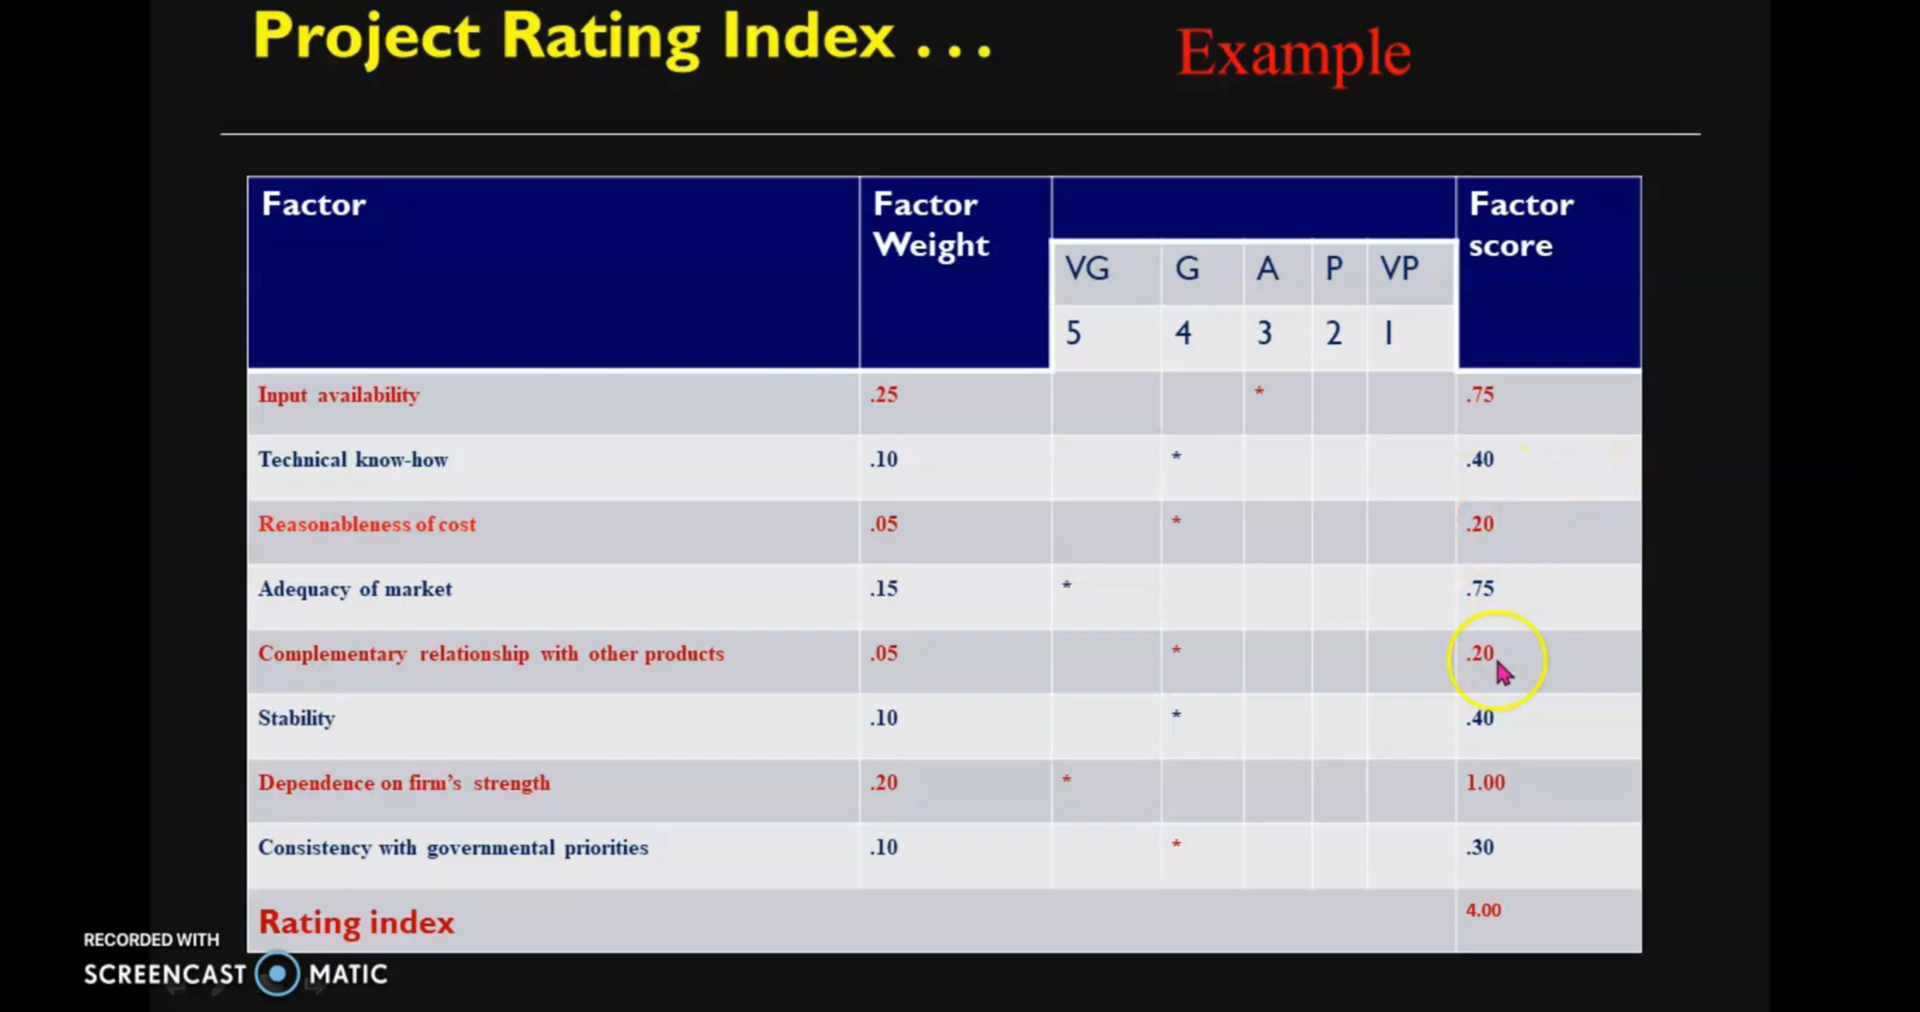 Project Rating Index ...
Example
Factor
Factor Weight
Factor score
VG G A P VP
5 4 3 2 1
Input availability .25 * .75
Technical know-how .10 * .40
Reasonableness of cost .05 * .20
Adequacy of market .15 * .75
Complementary relationship with other products .05 * .20
Stability .10 * .40
Dependence on firm's strength .20 * 1.00
Consistency with governmental priorities .10 * .30
Rating index 4.00
RECORDED WITH
SCREENCAST MATIC